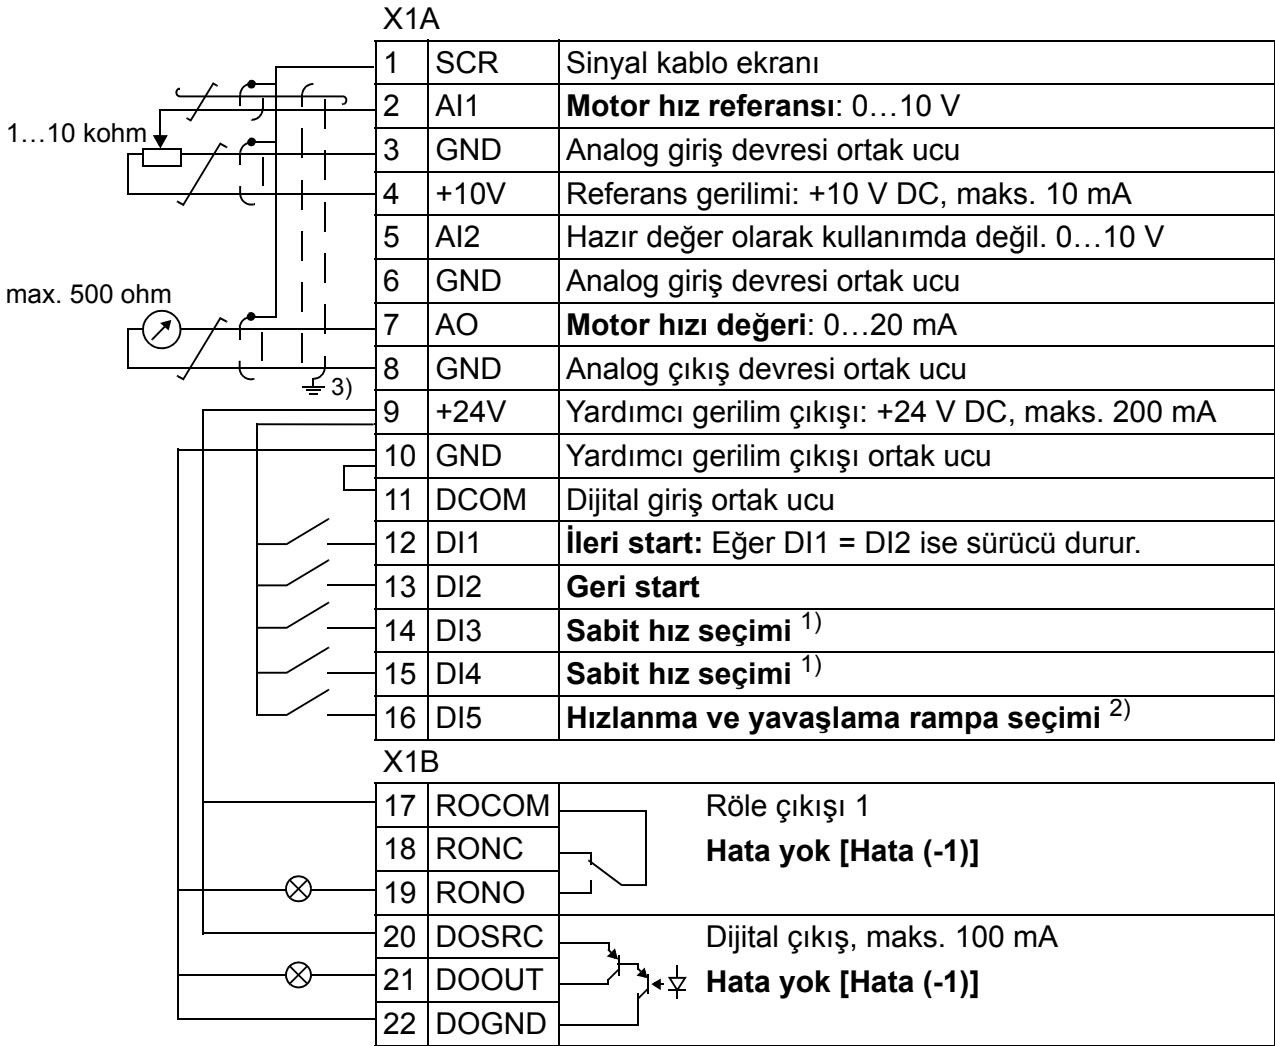 X1A
1 SCR Sinyal kablo ekranı
2 AI1 Motor hız referansı: 0…10 V
1…10 kohm
3 GND Analog giriş devresi ortak ucu
4 +10V Referans gerilimi: +10 V DC, maks. 10 mA
5 AI2 Hazır değer olarak kullanımda değil. 0…10 V
6 GND Analog giriş devresi ortak ucu
max. 500 ohm
7 AO Motor hızı değeri: 0…20 mA
8 GND Analog çıkış devresi ortak ucu
3)
9 +24V Yardımcı gerilim çıkışı: +24 V DC, maks. 200 mA
10 GND Yardımcı gerilim çıkışı ortak ucu
11 DCOM Dijital giriş ortak ucu
12 DI1 İleri start: Eğer DI1 = DI2 ise sürücü durur.
13 DI2 Geri start
14 DI3 Sabit hız seçimi 1)
15 DI4 Sabit hız seçimi 1)
16 DI5 Hızlanma ve yavaşlama rampa seçimi 2)
X1B
17 ROCOM Röle çıkışı 1
18 RONC Hata yok [Hata (-1)]
19 RONO
20 DOSRC Dijital çıkış, maks. 100 mA
21 DOOUT Hata yok [Hata (-1)]
22 DOGND